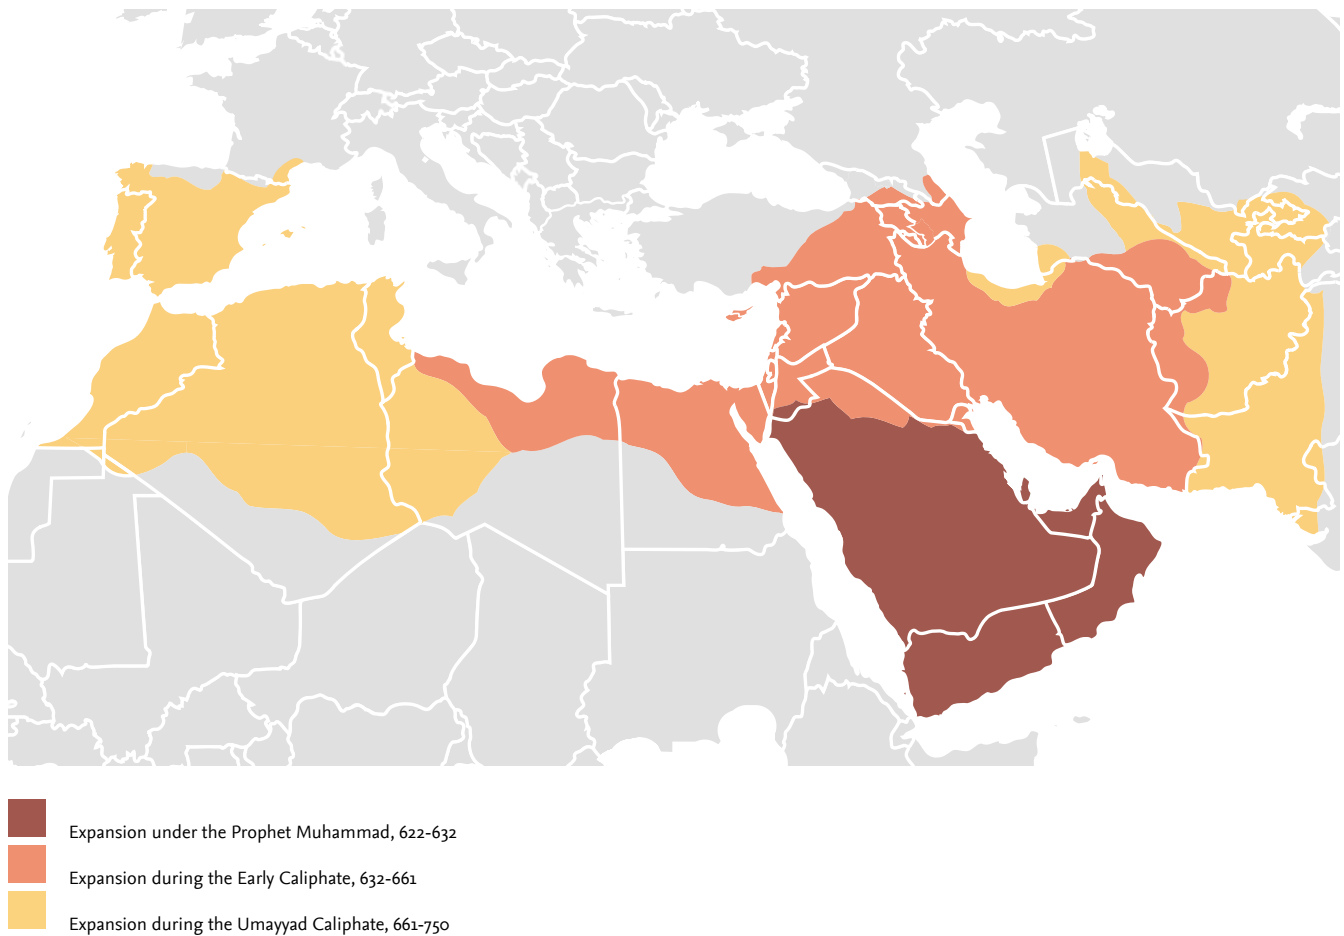 Expansion under the Prophet Muhammad, 622-632
Expansion during the Early Caliphate, 632-661
Expansion during the Umayyad Caliphate, 661-750